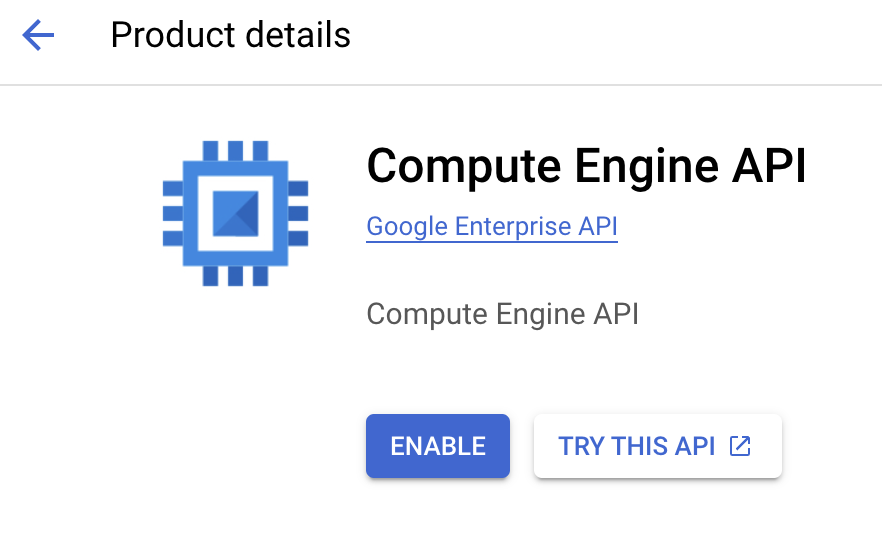 Product details
Compute Engine API
Google Enterprise API
Compute Engine API
ENABLE
TRY THIS API